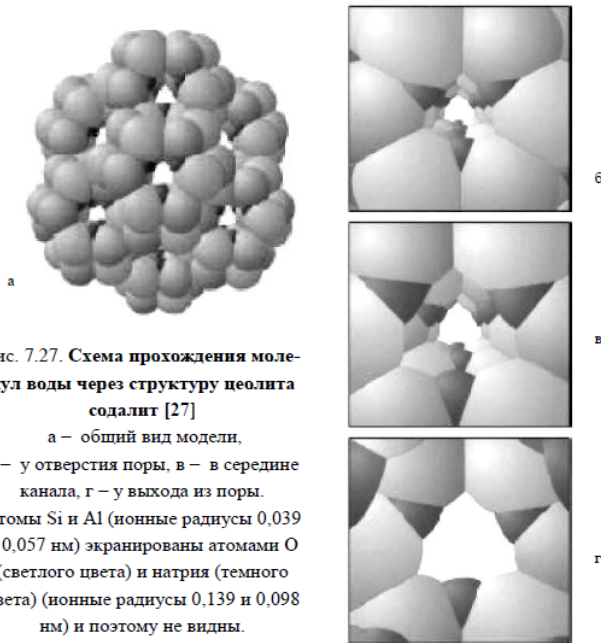 а
ис. 7.27. Схема прохождения моле-
ул воды через структуру цеолита
содалит [27]
а – общий вид модели,
– у отверстия поры, в – в середине
канала, г – у выхода из поры.
томы Si и Al (ионные радиусы 0,039
0,057 нм) экранированы атомами О
(светлого цвета) и натрия (темного
вета) (ионные радиусы 0,139 и 0,098
нм) и поэтому не видны.
б
в
г